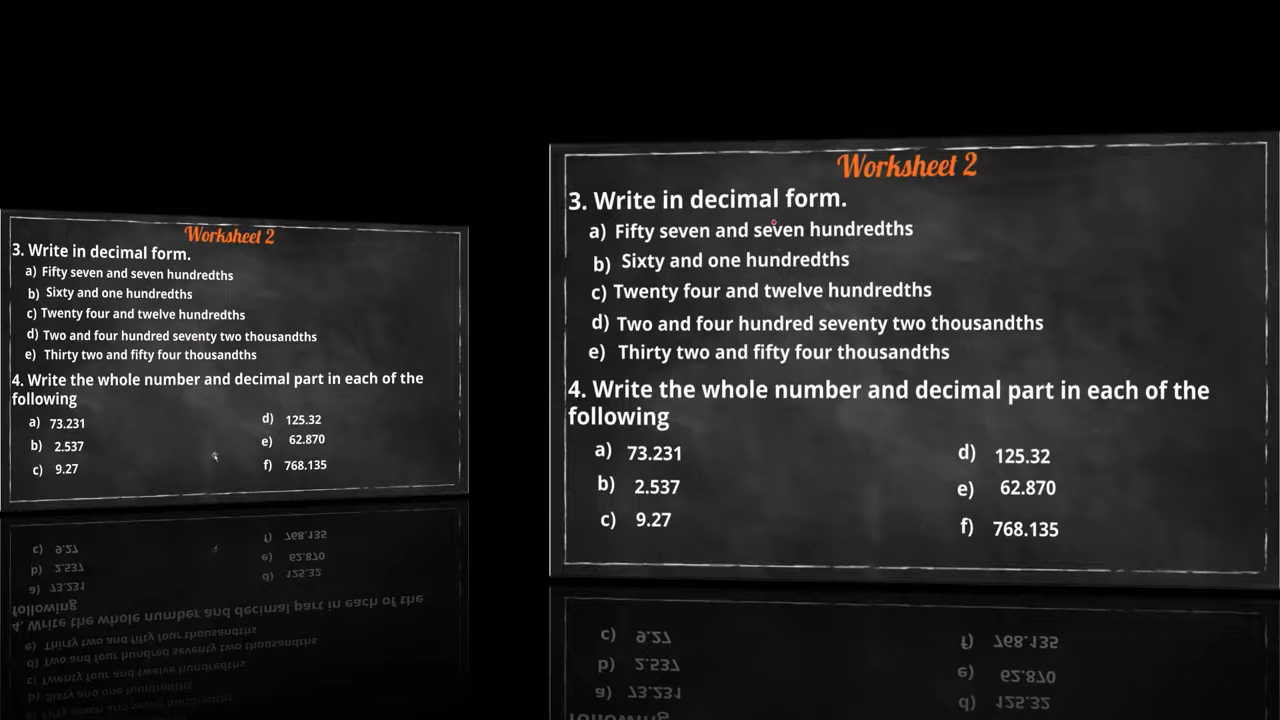 Worksheet 2
3. Write in decimal form.
a) Fifty seven and seven hundredths
b) Sixty and one hundredths
c) Twenty four and twelve hundredths
d) Two and four hundred seventy two thousandths
e) Thirty two and fifty four thousandths
4. Write the whole number and decimal part in each of the
following
a) 73.231
b) 2.537
c) 9.27
d) 125.32
e) 62.870
f) 768.135
Worksheet 2
3. Write in decimal form.
a) Fifty seven and seven hundredths
b) Sixty and one hundredths
c) Twenty four and twelve hundredths
d) Two and four hundred seventy two thousandths
e) Thirty two and fifty four thousandths
4. Write the whole number and decimal part in each of the
following
a) 73.231
b) 2.537
c) 9.27
d) 125.32
e) 62.870
f) 768.135